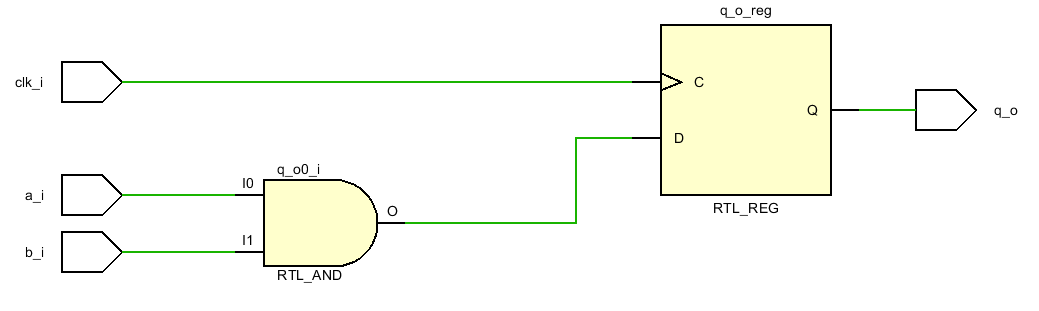 q_o_reg
clk_i
C
Q
q_o
D
q_o0_i
a_i
I0
O
RTL_REG
b_i
I1
RTL_AND